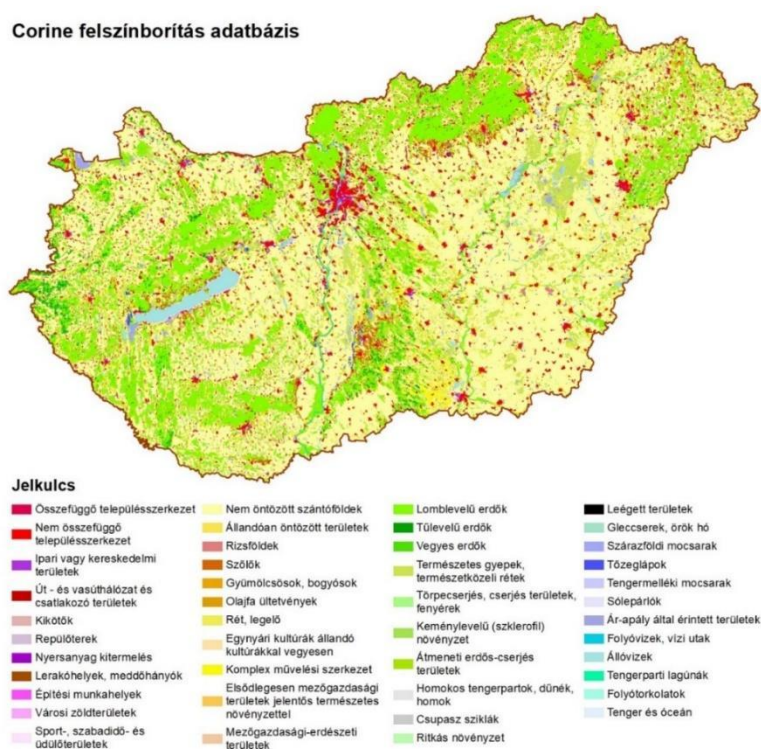 Corine felszínborítás adatbázis
Jelkulcs
Összefüggő településszerkezet
Nem összefüggő
településszerkezet
Ipari vagy kereskedelmi
területek
Út - és vasúthálózat és
csatlakozó területek
Kikötők
Repülőterek
Nyersanyag kitermelés
Lerakóhelyek, meddőhányók
Építési munkahelyek
Városi zöldterületek
Sport-, szabadidő- és
üdülőterületek
Nem öntözött szántóföldek
Állandóan öntözött területek
Rizsföldek
Szőlők
Gyümölcsösok, bogyósok
Olajfa ültetvények
Rét, legelő
Egynyári kultúrák állandó
kultúrákkal vegyesen
Komplex művelési szerkezet
Elsődlegesen mezőgazdasági
területek jelentős természetes
növényzettel
Mezőgazdasági-erdészeti
területek
Lomblevelű erdők
Tűlevelű erdők
Vegyes erdők
Természetes gyepek,
természetközeli rétek
Törpecserjés, cserjés területek,
fenyérek
Keménylevelű (szklerofil)
növényzet
Átmeneti erdős-cserjés
területek
Homokos tengerpartok, dűnék,
homok
Csupasz sziklák
Ritkás növényzet
Leégett területek
Gleccserek, örök hó
Szárazföldi mocsarak
Tőzeglápok
Tengermelléki mocsarak
Sólepárlók
Ár-apály által érintett területek
Folyóvizek, vízi utak
Állóvizek
Tengerparti lagúnák
Folyótorkolatok
Tenger és óceán